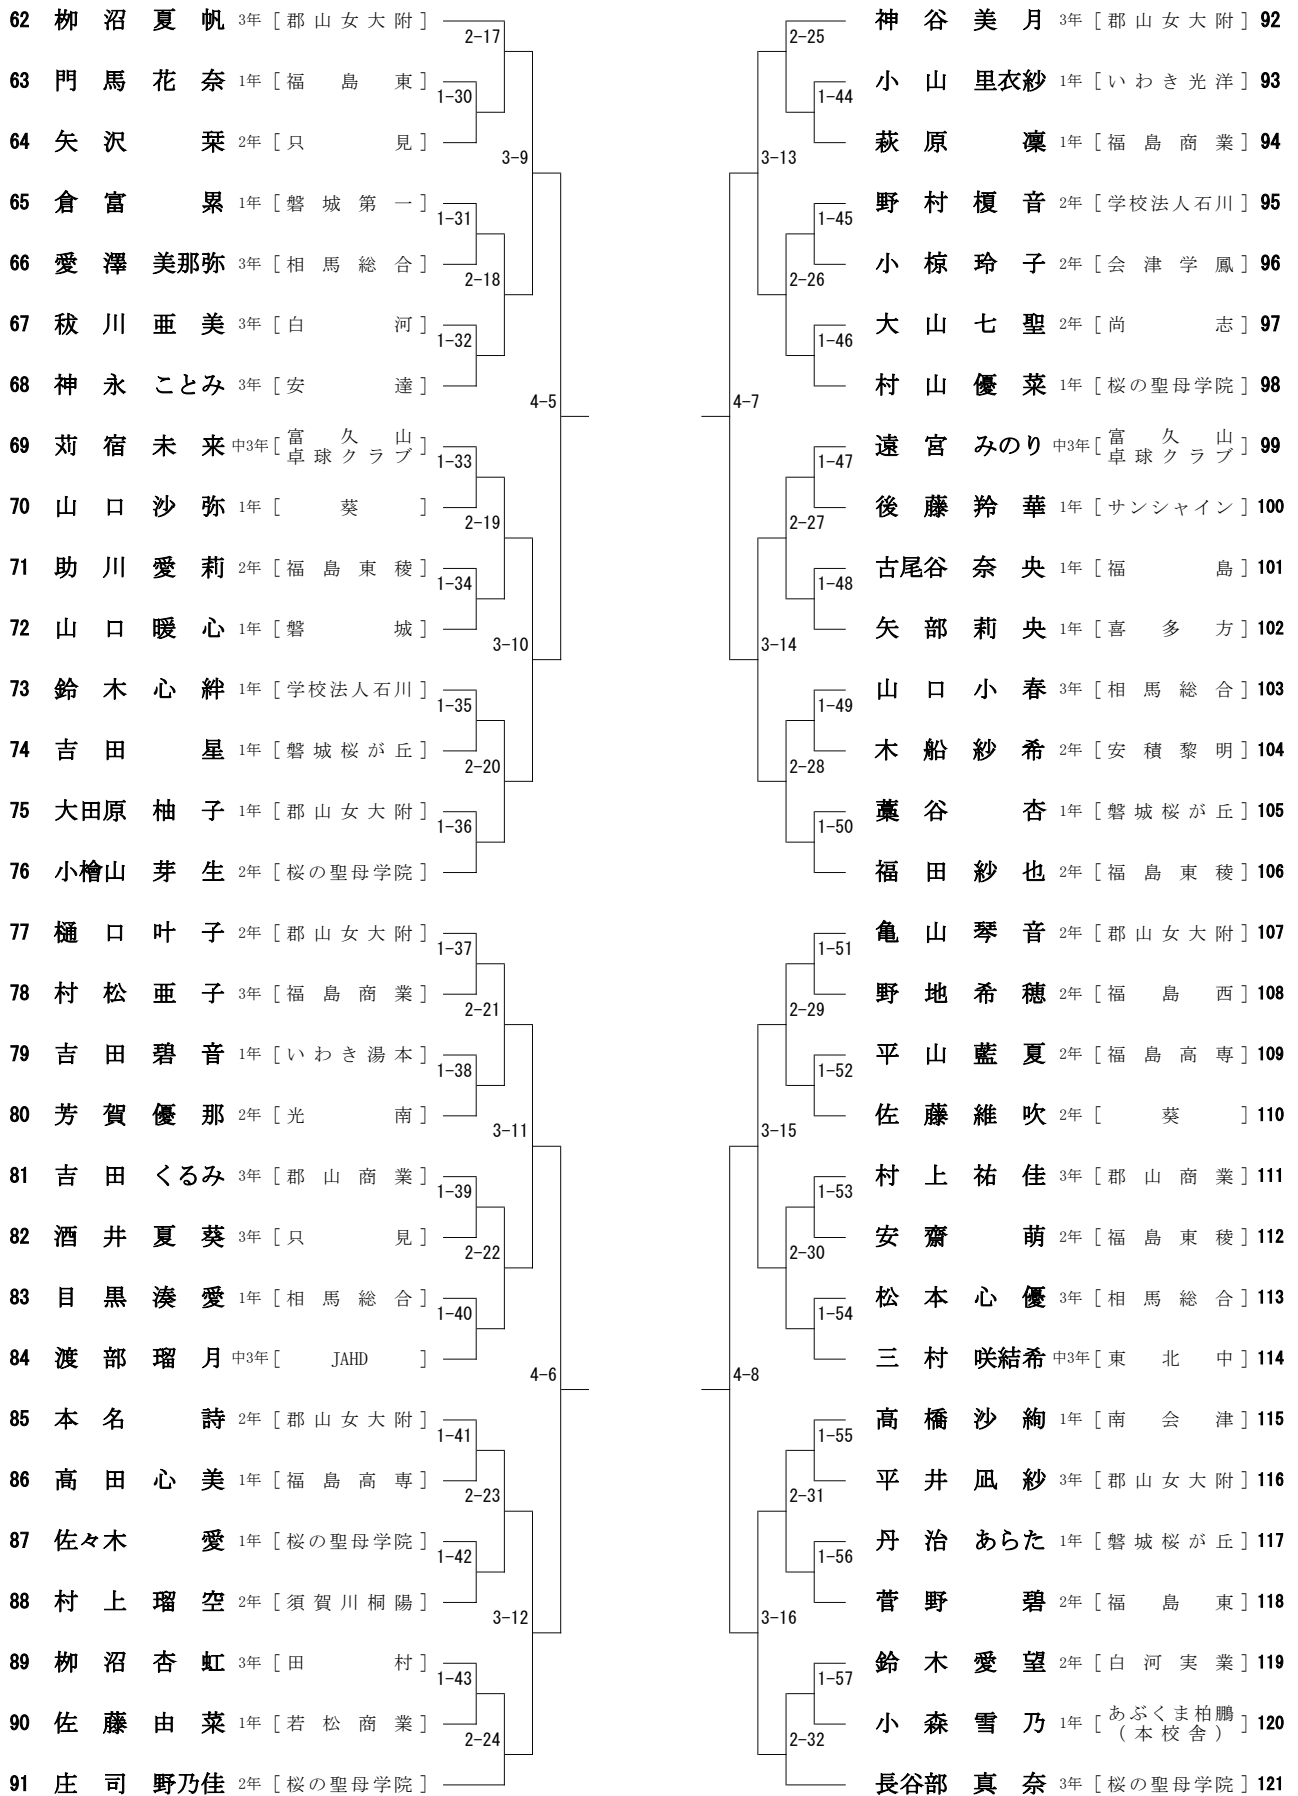 62 栁沼夏帆 3年 [郡山女大附]
63 門馬花奈 1年 [福島東]
64 矢沢栞 2年 [只見]
65 倉富累 1年 [磐城第一]
66 愛澤美那弥 3年 [相馬総合]
67 秡川亜美 3年 [白河]
68 神永ことみ 3年 [安達]
69 苅宿未来 中3年 [富久山卓球クラブ]
70 山口沙弥 1年 [葵]
71 助川愛莉 2年 [福島東稜]
72 山口暖心 1年 [磐城]
73 鈴木心絆 1年 [学校法人石川]
74 吉田星 1年 [磐城桜が丘]
75 大田原柚子 1年 [郡山女大附]
76 小檜山芽生 2年 [桜の聖母学院]
77 樋口叶子 2年 [郡山女大附]
78 村松亜子 3年 [福島商業]
79 吉田碧音 1年 [いわき湯本]
80 芳賀優那 2年 [光南]
81 吉田くるみ 3年 [郡山商業]
82 酒井夏葵 3年 [只見]
83 目黒湊愛 1年 [相馬総合]
84 渡部瑠月 中3年 [JAHD]
85 本名詩 2年 [郡山女大附]
86 髙田心美 1年 [福島高専]
87 佐々木愛 1年 [桜の聖母学院]
88 村上瑠空 2年 [須賀川桐陽]
89 栁沼杏虹 3年 [田村]
90 佐藤由菜 1年 [若松商業]
91 庄司野乃佳 2年 [桜の聖母学院]
2-17
1-30
3-9
1-31
2-18
1-32
4-5
1-33
2-19
1-34
3-10
1-35
2-20
1-36
1-37
2-21
1-38
3-11
1-39
2-22
1-40
4-6
1-41
2-23
1-42
3-12
1-43
2-24
2-25
1-44
3-13
1-45
2-26
1-46
4-7
1-47
2-27
1-48
3-14
1-49
2-28
1-50
1-51
2-29
1-52
3-15
1-53
2-30
1-54
4-8
1-55
2-31
1-56
3-16
1-57
2-32
神谷美月 3年 [郡山女大附] 92
小山里衣紗 1年 [いわき光洋] 93
萩原凜 1年 [福島商業] 94
野村榎音 2年 [学校法人石川] 95
小椋玲子 2年 [会津学鳳] 96
大山七聖 2年 [尚志] 97
村山優菜 1年 [桜の聖母学院] 98
遠宮みのり 中3年 [富久山卓球クラブ] 99
後藤羚華 1年 [サンシャイン] 100
古尾谷奈央 1年 [福島] 101
矢部莉央 1年 [喜多方] 102
山口小春 3年 [相馬総合] 103
木船紗希 2年 [安積黎明] 104
藁谷杏 1年 [磐城桜が丘] 105
福田紗也 2年 [福島東稜] 106
亀山琴音 2年 [郡山女大附] 107
野地希穂 2年 [福島西] 108
平山藍夏 2年 [福島高専] 109
佐藤維吹 2年 [葵] 110
村上祐佳 3年 [郡山商業] 111
安齋萌 2年 [福島東稜] 112
松本心優 3年 [相馬総合] 113
三村咲結希 中3年 [東北中] 114
髙橋沙絢 1年 [南会津] 115
平井凪紗 3年 [郡山女大附] 116
丹治あらた 1年 [磐城桜が丘] 117
菅野碧 2年 [福島東] 118
鈴木愛望 2年 [白河実業] 119
小森雪乃 1年 [あぶくま柏鵬(本校舎)] 120
長谷部真奈 3年 [桜の聖母学院] 121